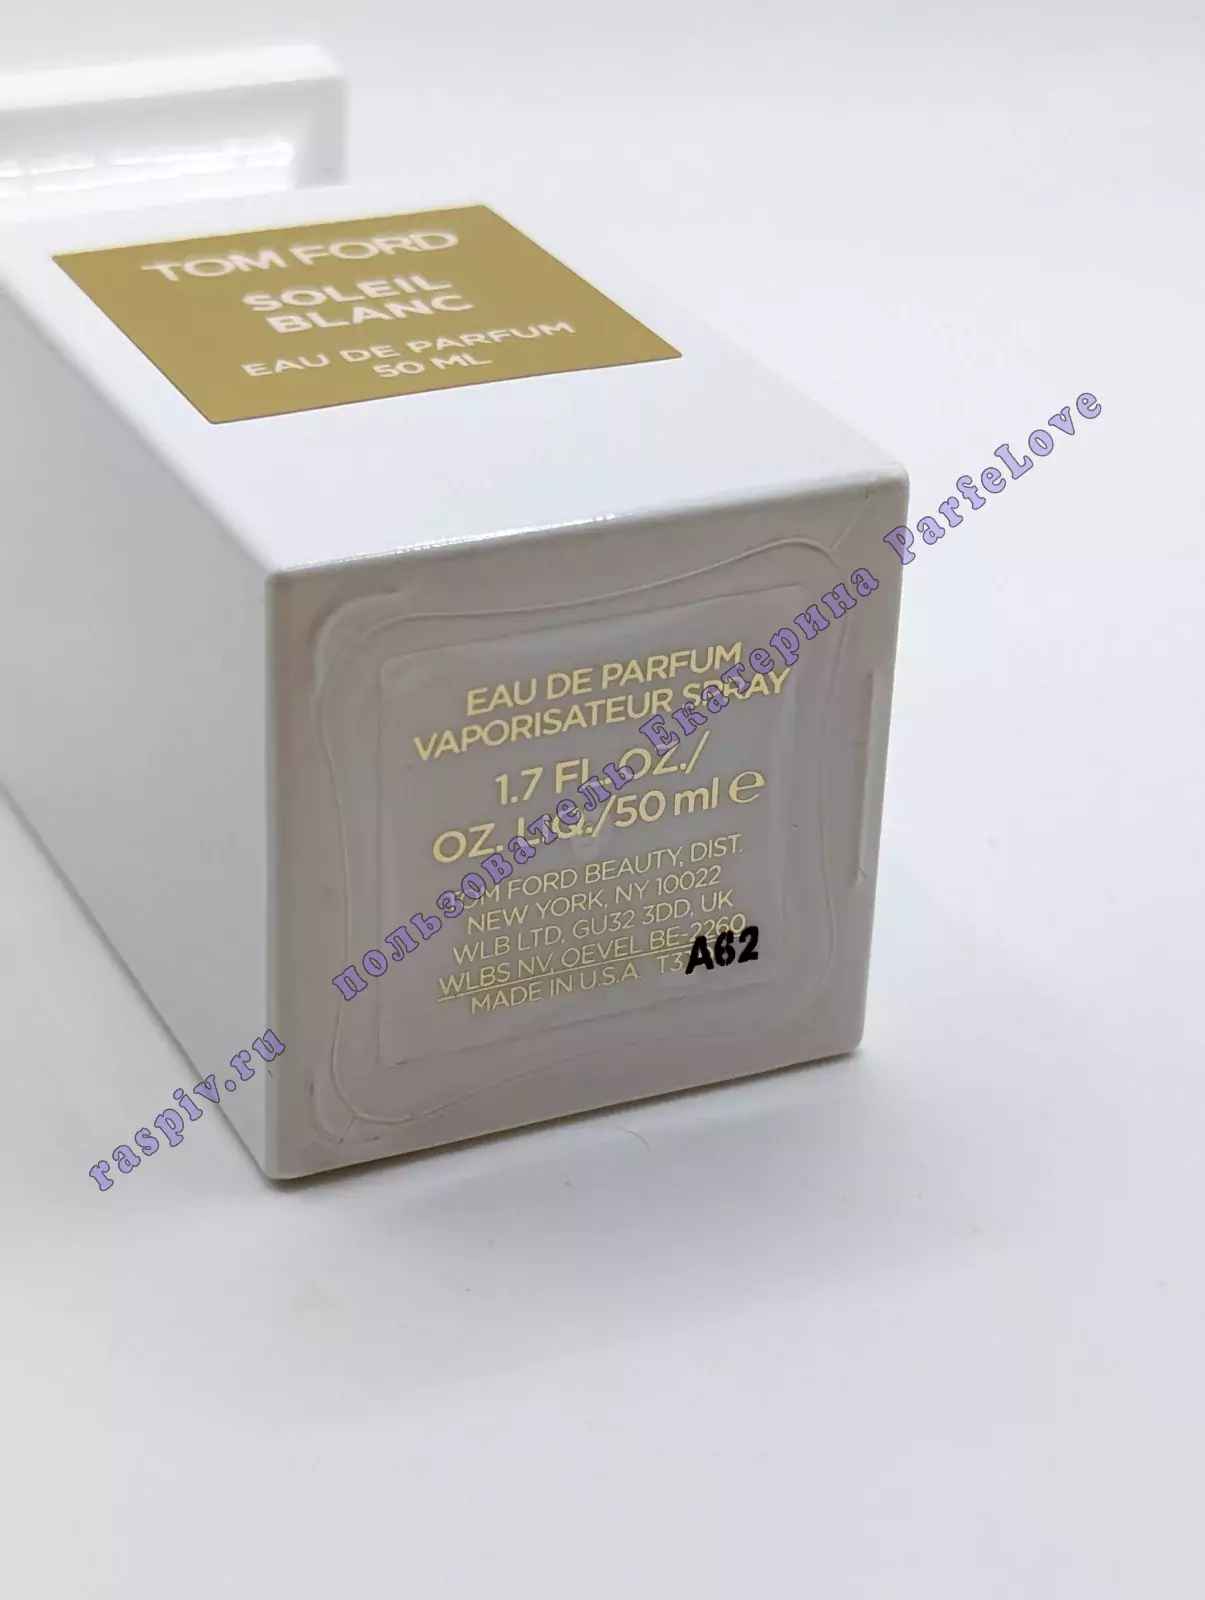 TOM FORD
SOLEIL
BLANC
EAU DE PARFUM
50 ML
EAU DE PARFUM
VAPORISATEUR SPRAY
1.7 FL.OZ./
OZ. LIQ./50 ml e
TOM FORD BEAUTY, DIST.
NEW YORK, NY 10022
WLB LTD, GU32 3DD, UK
WLBS NV, OEVEL BE-2260
MADE IN U.S.A.
A62
raspiv.ru пользователь Екатерина ParfeLove